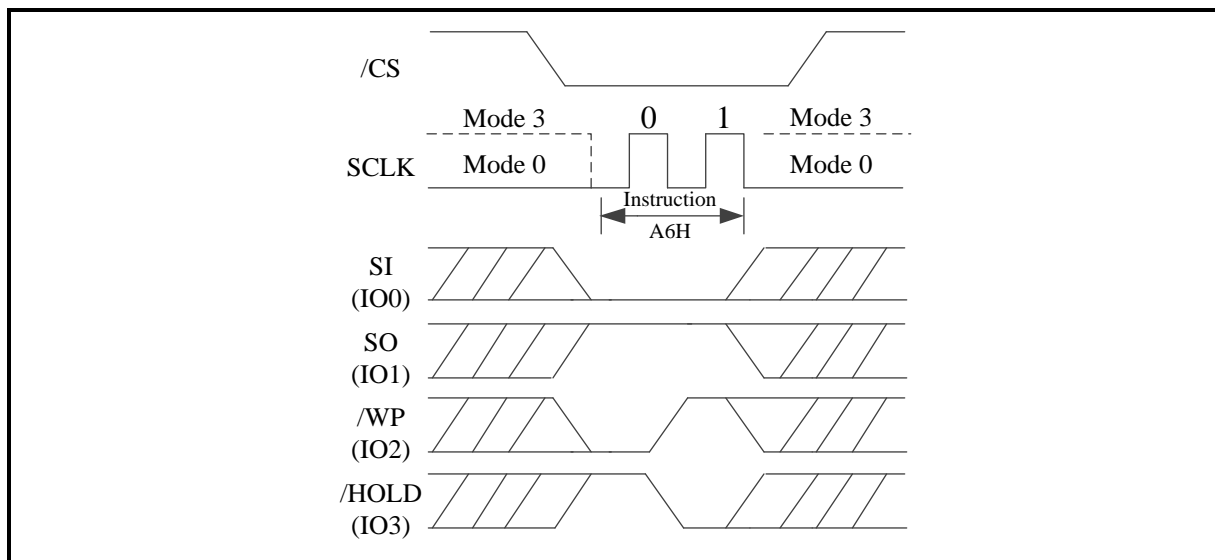 /CS
Mode 3 0 1 Mode 3
SCLK Mode 0 Mode 0
Instruction
A6H
SI
(IO0)
SO
(IO1)
/WP
(IO2)
/HOLD
(IO3)